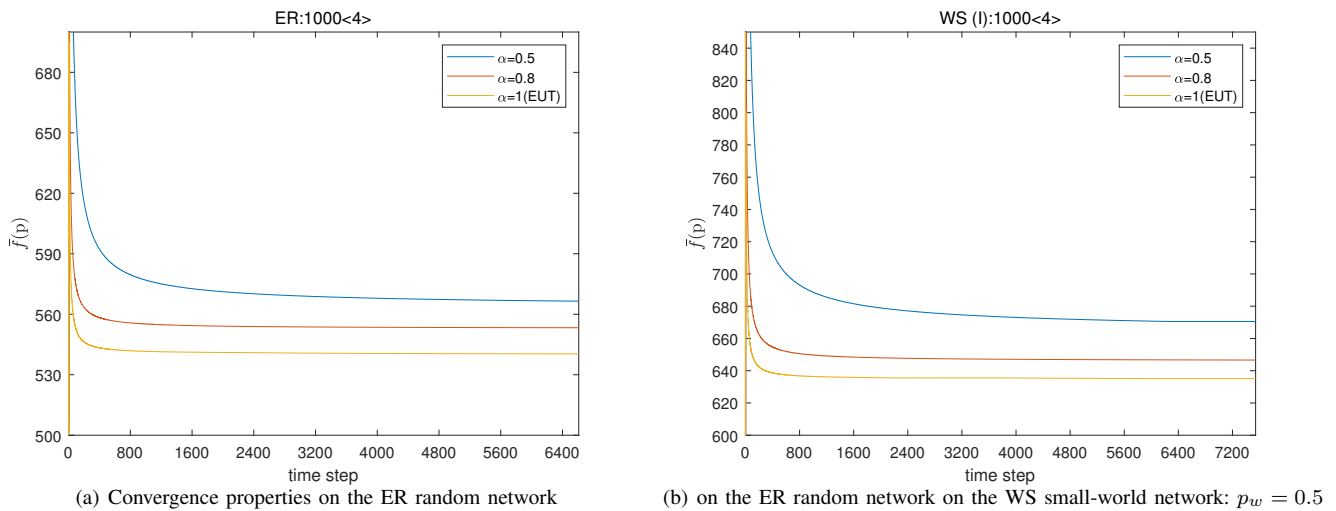 ER:1000<4>
680
650
620
590
560
530
500
f̄(p)
α=0.5
α=0.8
α=1(EUT)
0 800 1600 2400 3200 4000 4800 5600 6400
time step
(a) Convergence properties on the ER random network
WS (I):1000<4>
840
820
800
780
760
740
720
700
680
660
640
620
600
f̄(p)
α=0.5
α=0.8
α=1(EUT)
0 800 1600 2400 3200 4000 4800 5600 6400 7200
time step
(b) on the ER random network on the WS small-world network: p_w = 0.5